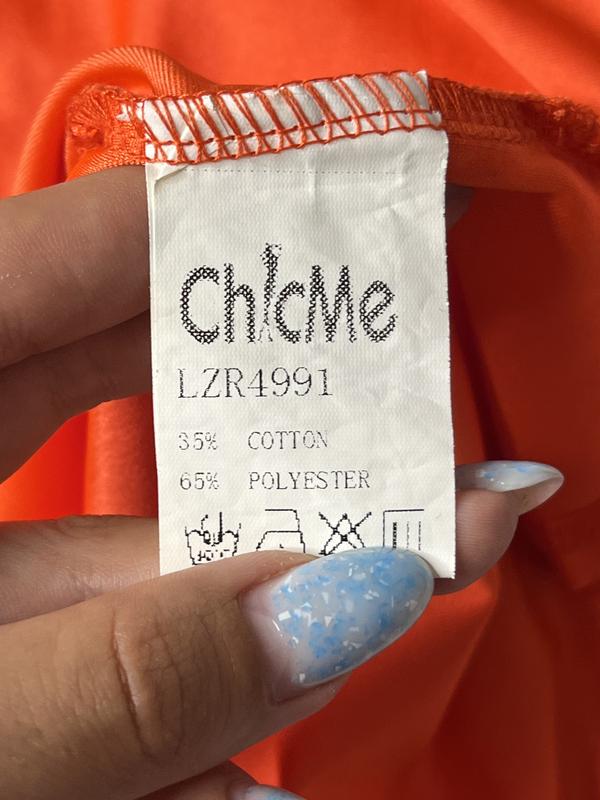 ChicMe
LZR4991
35% COTTON
65% POLYESTER